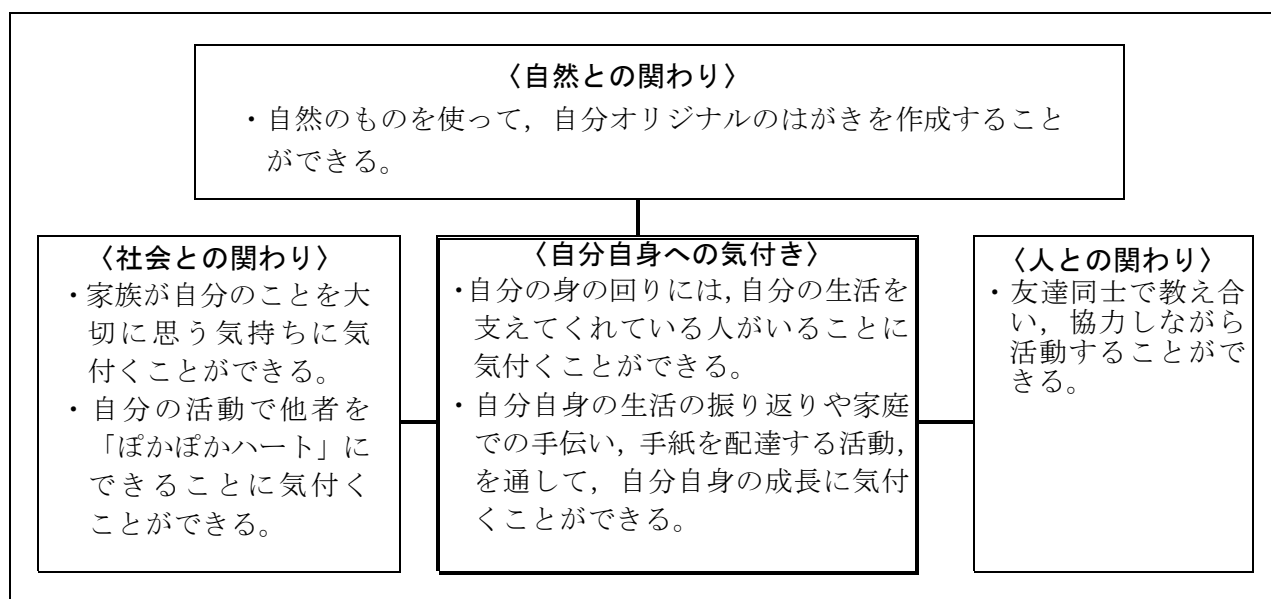 〈自然との関わり〉
・自然のものを使って，自分オリジナルのはがきを作成すること
ができる。
〈社会との関わり〉
・家族が自分のことを大
切に思う気持ちに気
付くことができる。
・自分の活動で他者を
「ぽかぽかハート」に
できることに気付く
ことができる。
〈自分自身への気付き〉
・自分の身の回りには，自分の生活を
支えてくれている人がいることに
気付くことができる。
・自分自身の生活の振り返りや家庭
での手伝い，手紙を配達する活動，
を通して，自分自身の成長に気付
くことができる。
〈人との関わり〉
・友達同士で教え合
い，協力しながら
活動することがで
きる。